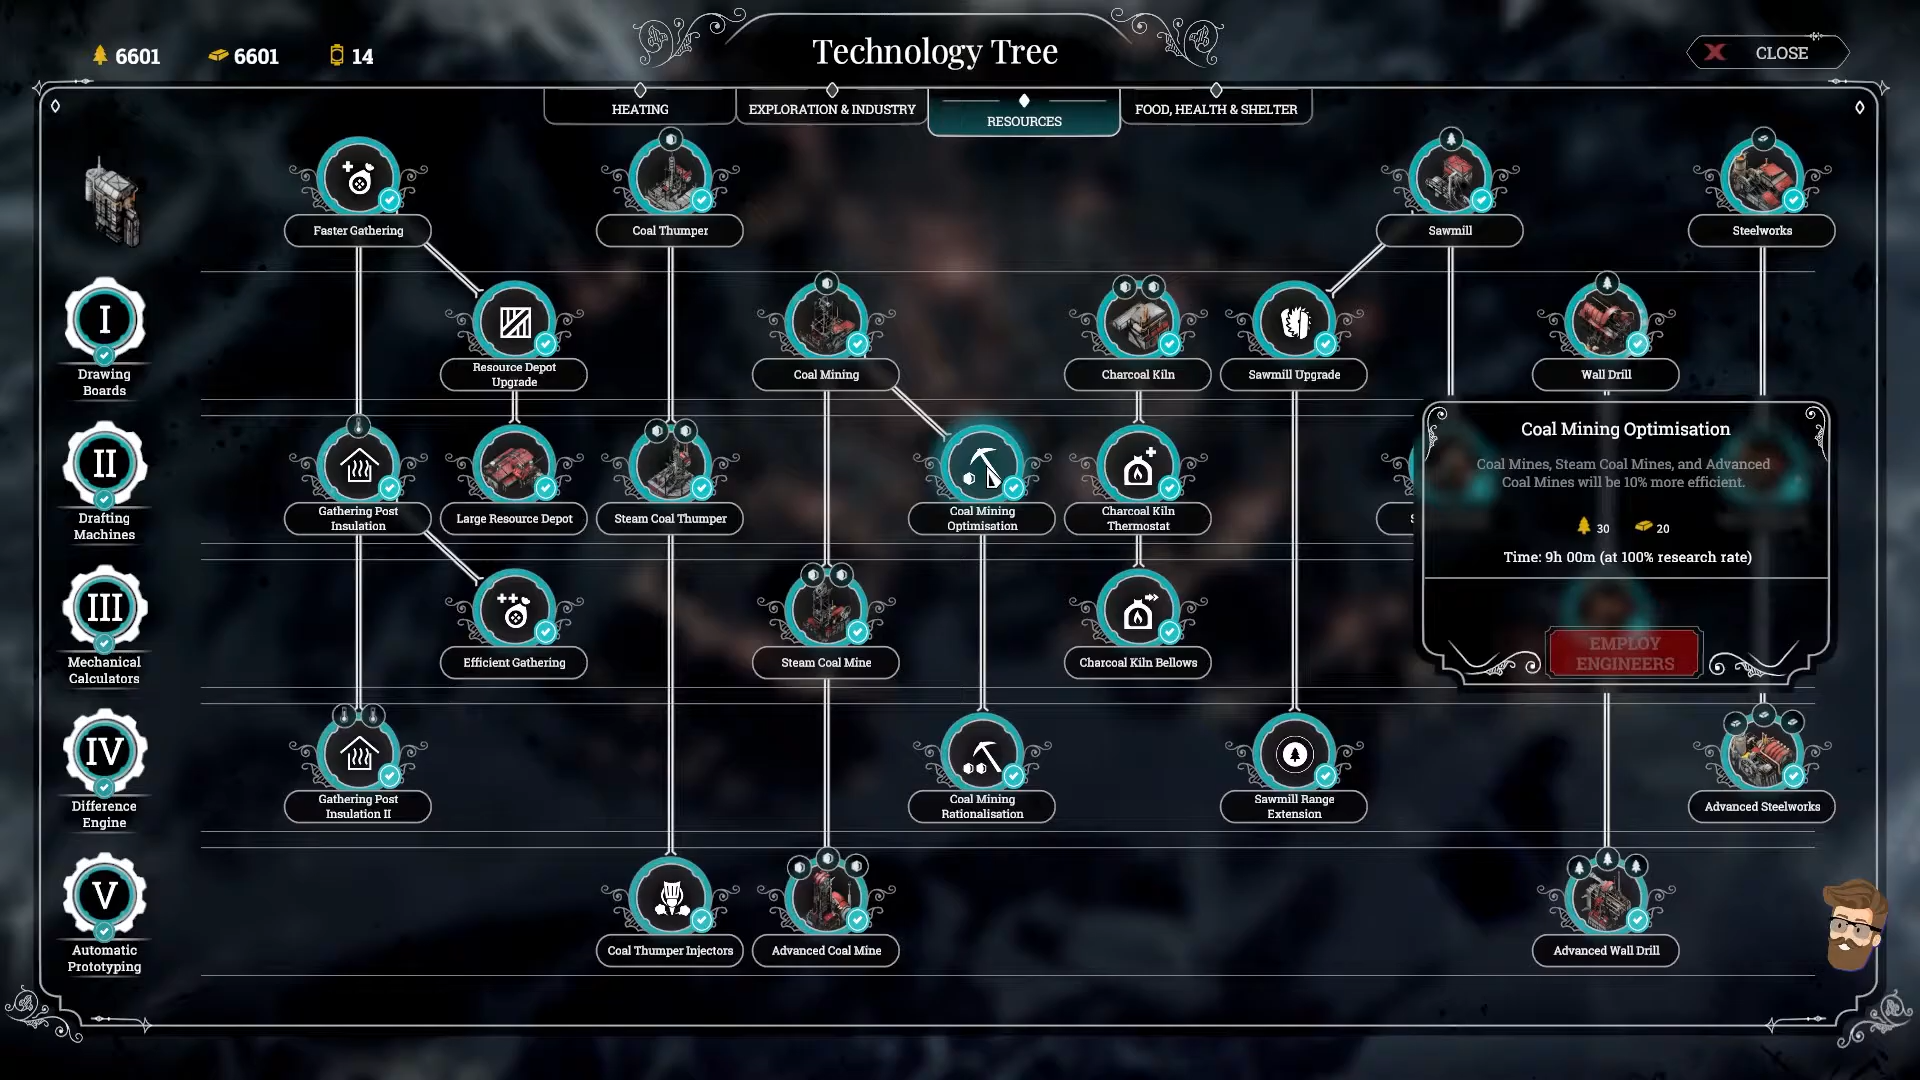 6601 6601 14
Technology Tree
CLOSE
HEATING
EXPLORATION & INDUSTRY
RESOURCES
FOOD, HEALTH & SHELTER
Faster Gathering
Coal Thumper
Sawmill
Steelworks
I
Drawing
Boards
Resource Depot
Upgrade
Coal Mining
Charcoal Kiln
Sawmill Upgrade
Wall Drill
II
Drafting
Machines
Gathering Post
Insulation
Large Resource Depot
Steam Coal Thumper
Coal Mining
Optimisation
Charcoal Kiln
Thermostat
S
Coal Mining Optimisation
Coal Mines, Steam Coal Mines, and Advanced
Coal Mines will be 10% more efficient.
30 20
Time: 9h 00m (at 100% research rate)
EMPLOY
ENGINEERS
III
Mechanical
Calculators
Efficient Gathering
Steam Coal Mine
Charcoal Kiln Bellows
IV
Difference
Engine
Gathering Post
Insulation II
Coal Mining
Rationalisation
Sawmill Range
Extension
Advanced Steelworks
V
Automatic
Prototyping
Coal Thumper Injectors
Advanced Coal Mine
Advanced Wall Drill